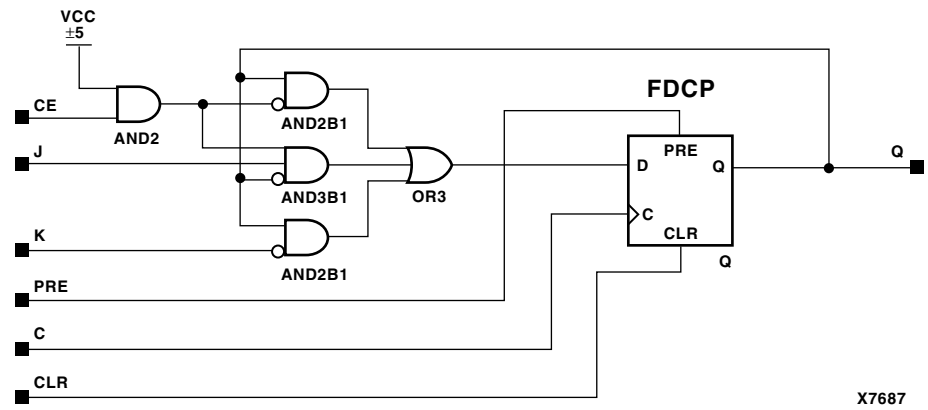 VCC
±5
CE
AND2
J
K
PRE
C
CLR
AND2B1
AND3B1
AND2B1
OR3
FDCP
PRE
D
Q
C
CLR
Q
Q
X7687